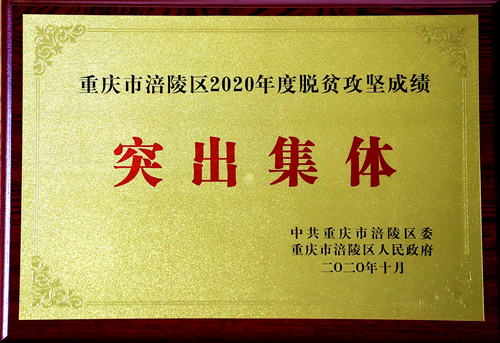 重庆市涪陵区2020年度脱贫攻坚成绩
突出集体
中共重庆市涪陵区委
重庆市涪陵区人民政府
二〇二〇年十月